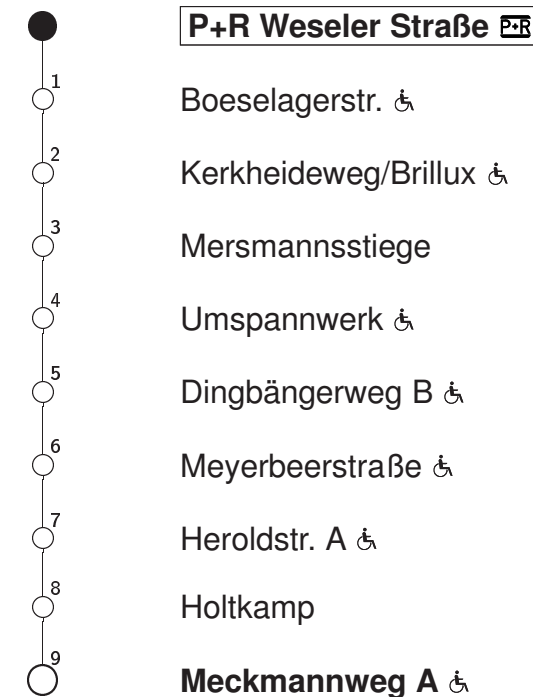 P+R Weseler Straße P+R
1
Boeselagerstr.
2
Kerkheideweg/Brillux
3
Mersmannsstiege
4
Umspannwerk
5
Dingbängerweg B
6
Meyerbeerstraße
7
Heroldstr. A
8
Holtkamp
9
Meckmannweg A